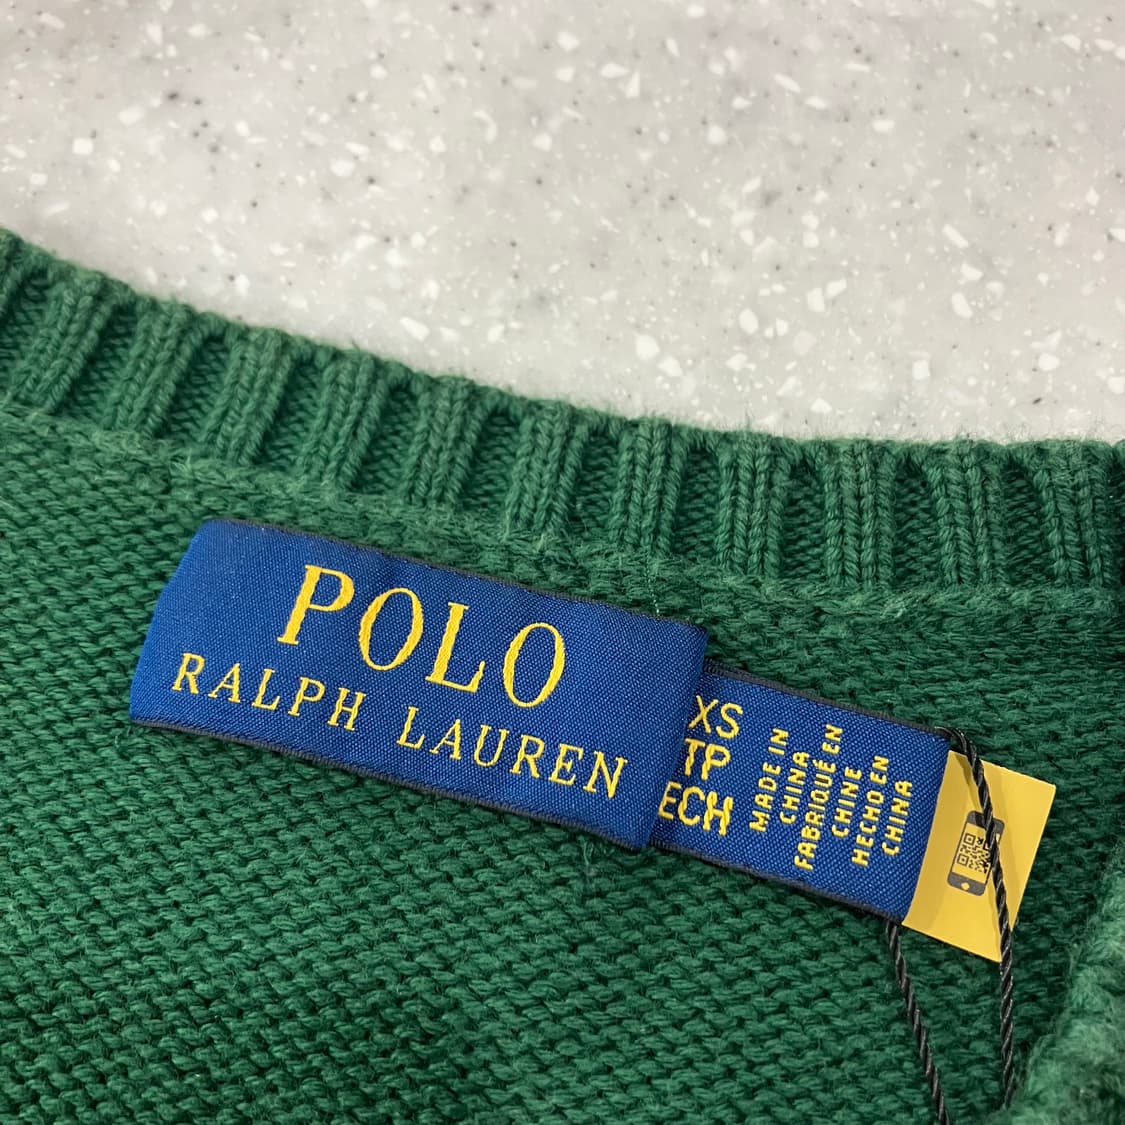 POLO
RALPH LAUREN
XS
TP
ECH
MADE IN
CHINA
FABRIQUÉ EN
CHINE
HECHO EN
CHINA